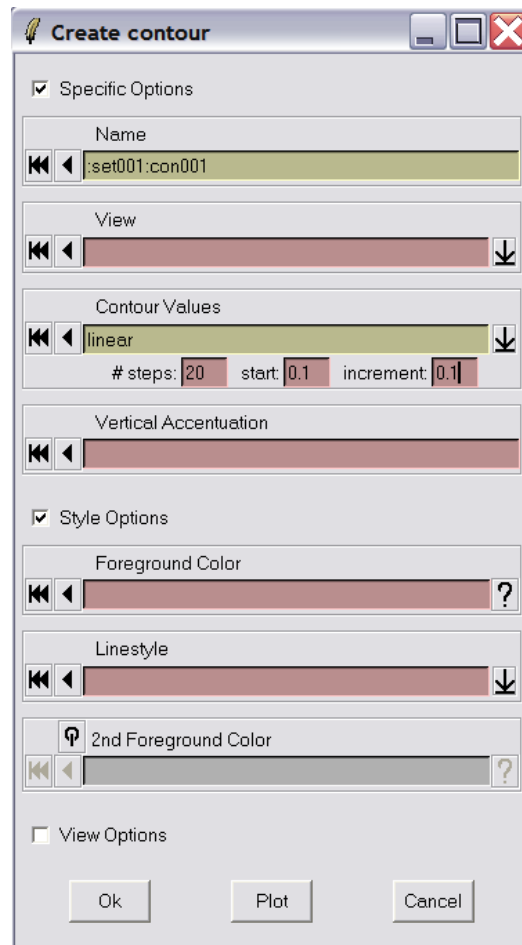 Create contour
Specific Options
Name
:set001:con001
View
Contour Values
linear
# steps: 20 start: 0.1 increment: 0.1
Vertical Accentuation
Style Options
Foreground Color
?
Linestyle
2nd Foreground Color
?
View Options
Ok Plot Cancel